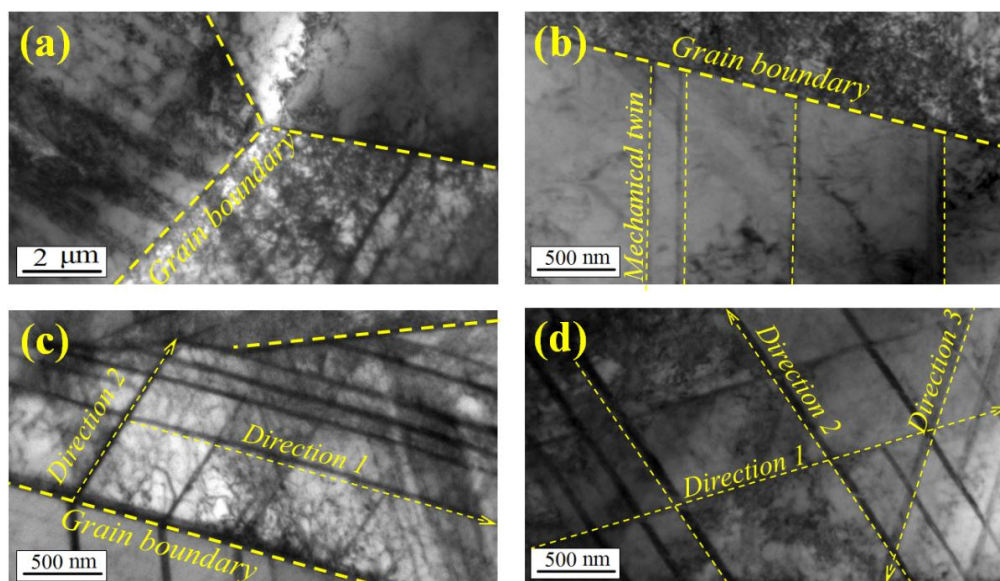 (a)
Grain boundary
2 μm
(b)
Grain boundary
Mechanical twin
500 nm
(c)
Direction 2
Direction 1
Grain boundary
500 nm
(d)
Direction 2
Direction 3
Direction 1
500 nm